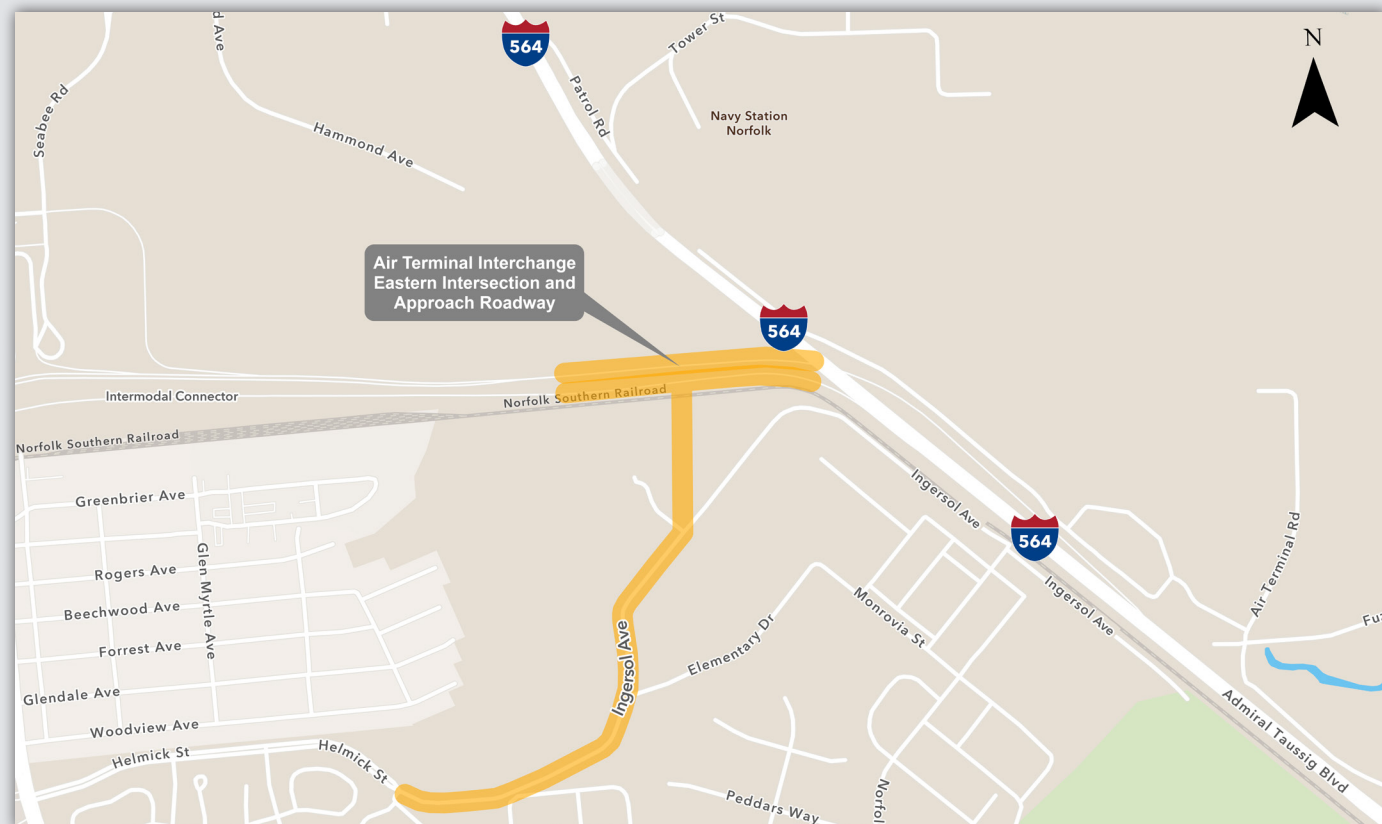 564
Tower St
d Ave
N
Seabee Rd
Patrol Rd
Navy Station
Norfolk
Hammond Ave
Air Terminal Interchange
Eastern Intersection and
Approach Roadway
564
Intermodal Connector
Norfolk Southern Railroad
Norfolk Southern Railroad
Greenbrier Ave
Ingersol Ave
564
Glen Myrtle Ave
Rogers Ave
Air Terminal Rd
Beechwood Ave
Monrovia St
Ingersol Ave
Fu
Forrest Ave
Elementary Dr
Ingersol Ave
Glendale Ave
Woodview Ave
Admiral Taussig Blvd
Helmick St
Helmick St
Peddars Way
Norfol